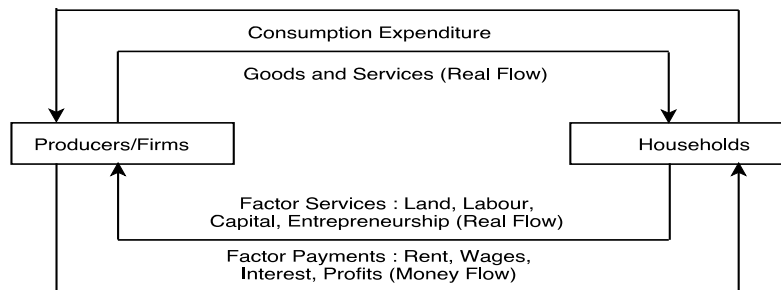 Consumption Expenditure
Goods and Services (Real Flow)
Producers/Firms
Households
Factor Services : Land, Labour,
Capital, Entrepreneurship (Real Flow)
Factor Payments : Rent, Wages,
Interest, Profits (Money Flow)